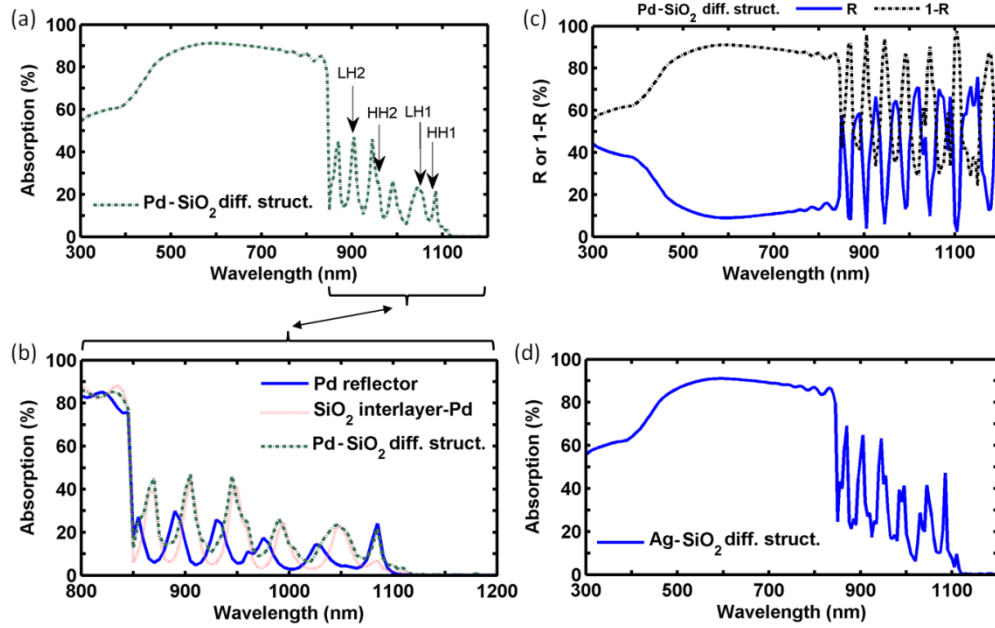 (a)
Absorption (%)
100
80
60
40
20
0
LH2
HH2
LH1
HH1
Pd-SiO2 diff. struct.
300 500 700 900 1100
Wavelength (nm)
(c)
Pd-SiO2 diff. struct. R 1-R
R or 1-R (%)
100
80
60
40
20
0
300 500 700 900 1100
Wavelength (nm)
(b)
Absorption (%)
100
80
60
40
20
0
Pd reflector
SiO2 interlayer-Pd
Pd-SiO2 diff. struct.
800 900 1000 1100 1200
Wavelength (nm)
(d)
Absorption (%)
100
80
60
40
20
0
Ag-SiO2 diff. struct.
300 500 700 900 1100
Wavelength (nm)